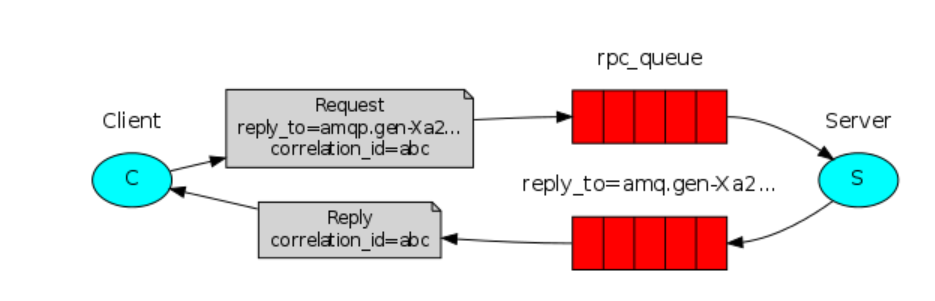 rpc_queue
Client
Request
reply_to=amqp.gen-Xa2...
correlation_id=abc
Server
C
S
reply_to=amq.gen-Xa2...
Reply
correlation_id=abc